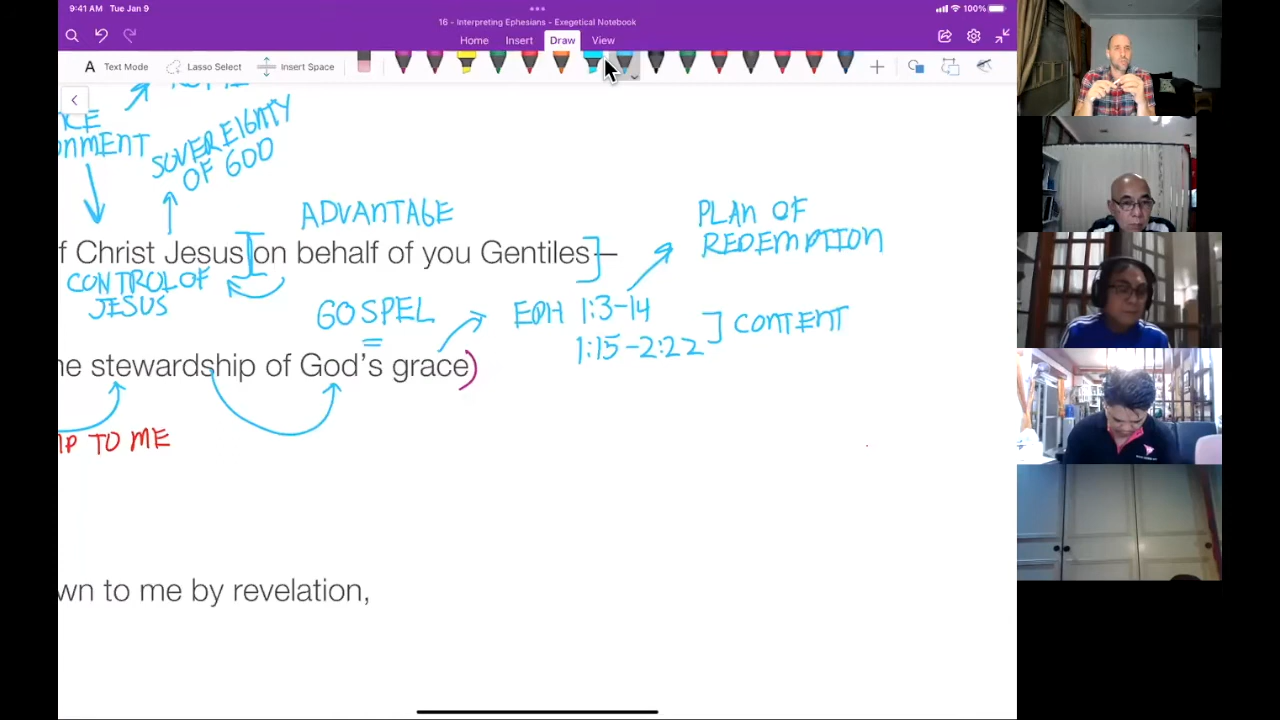 9:41 AM Tue Jan 9
100%
16 - Interpreting Ephesians - Exegetical Notebook
Home Insert Draw View
A Text Mode Lasso Select Insert Space
ONMENT
SOVEREIGNTY
OF GOD
ADVANTAGE
PLAN OF
REDEMPTION
f Christ Jesus on behalf of you Gentiles—
CONTROL OF
JESUS
GOSPEL
EPH 1:3-14
1:15-2:22
CONTENT
ne stewardship of God's grace)
TO ME
wn to me by revelation,